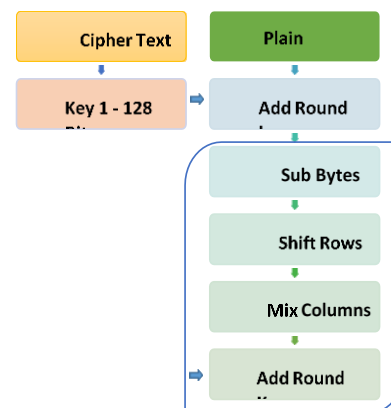 Cipher Text
Plain
Key 1 - 128
Add Round
Sub Bytes
Shift Rows
Mix Columns
Add Round